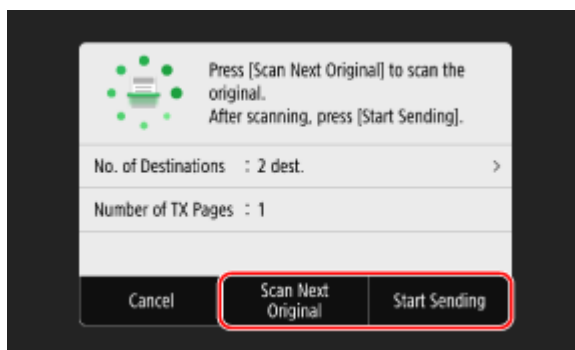 Press [Scan Next Original] to scan the
original.
After scanning, press [Start Sending].
No. of Destinations : 2 dest. >
Number of TX Pages : 1
Cancel
Scan Next
Original
Start Sending